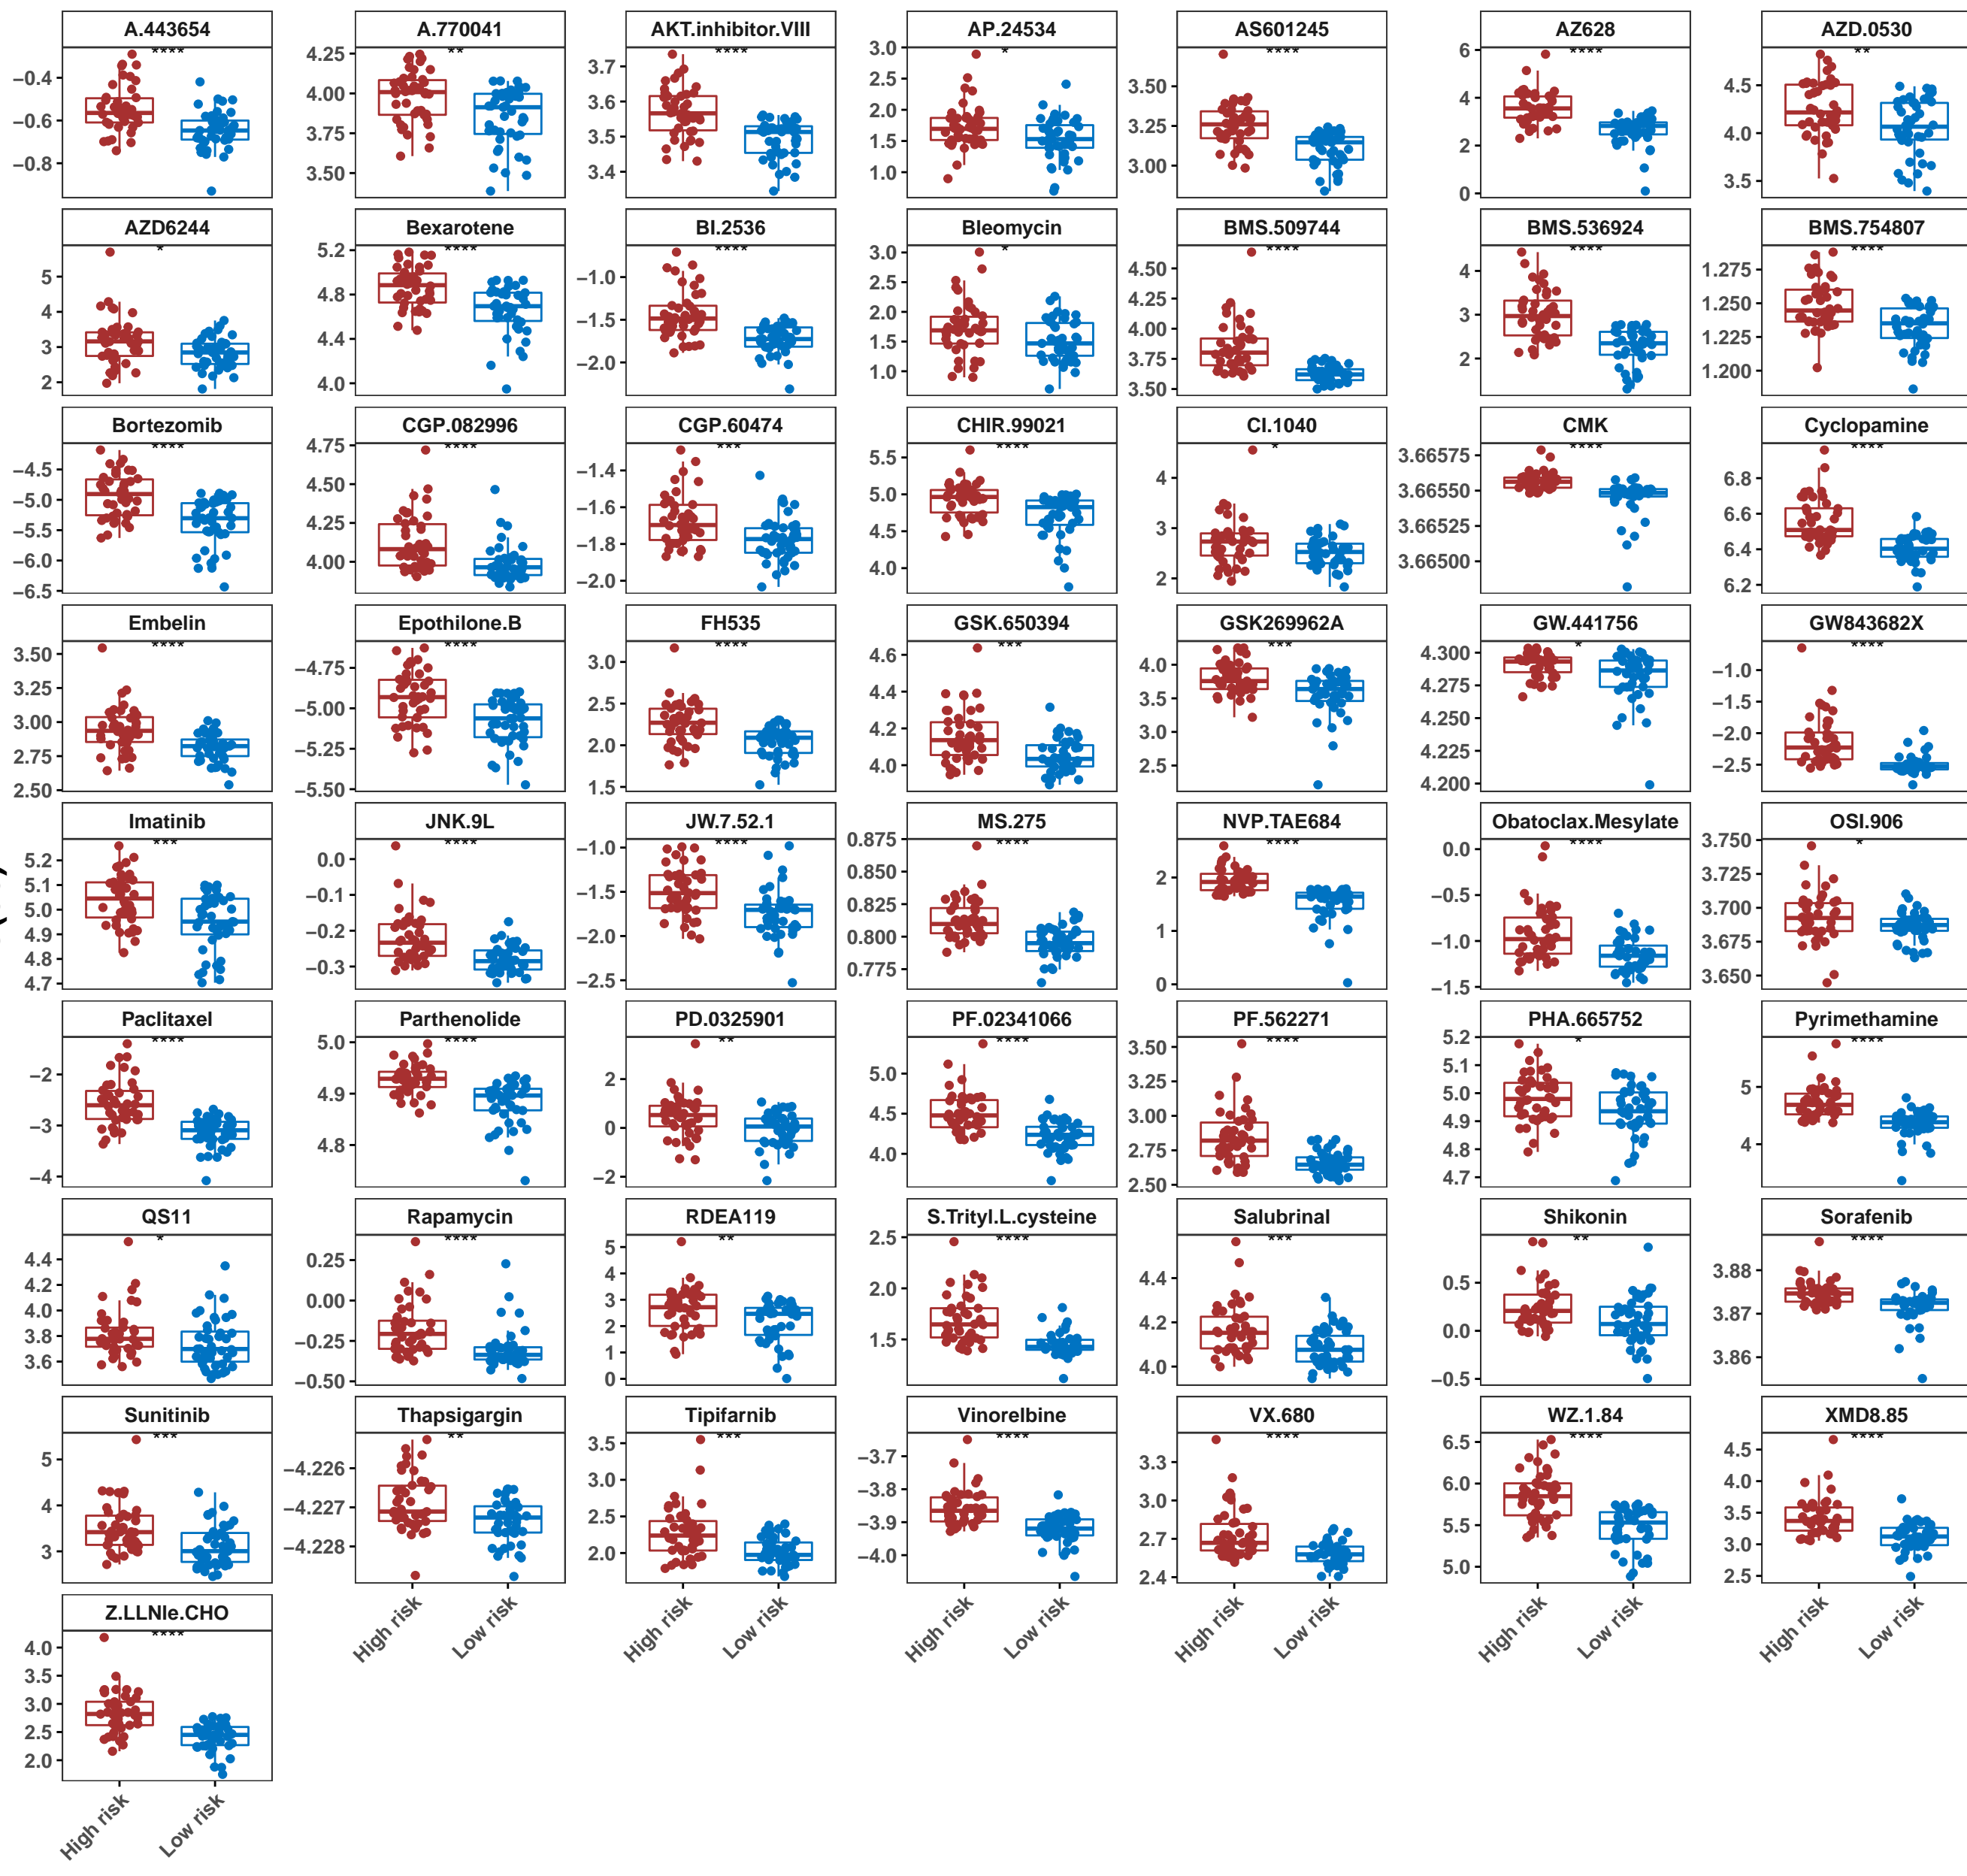 A.443654 A.770041 AKT.inhibitor.VIII AP.24534 AS601245 AZ628 AZD.0530
**** ** **** * **** **** **
−0.4 −0.6 −0.8
4.25 4.00 3.75 3.50
3.7 3.6 3.5 3.4
3.0 2.5 2.0 1.5 1.0
3.50 3.25 3.00
6 4 2 0
4.5 4.0 3.5
AZD6244 Bexarotene BI.2536 Bleomycin BMS.509744 BMS.536924 BMS.754807
* **** **** * **** **** ****
5 4 3 2
5.2 4.8 4.4 4.0
−1.0 −1.5 −2.0
3.0 2.5 2.0 1.5 1.0
4.50 4.25 4.00 3.75 3.50
4 3 2
1.275 1.250 1.225 1.200
Bortezomib CGP.082996 CGP.60474 CHIR.99021 CI.1040 CMK Cyclopamine
**** **** *** **** * **** ****
−4.5 −5.0 −5.5 −6.0 −6.5
4.75 4.50 4.25 4.00
−1.4 −1.6 −1.8 −2.0
5.5 5.0 4.5 4.0
4 3 2
3.66575 3.66550 3.66525 3.66500
6.8 6.6 6.4 6.2
Embelin Epothilone.B FH535 GSK.650394 GSK269962A GW.441756 GW843682X
**** **** **** *** *** * ****
3.50 3.25 3.00 2.75 2.50
−4.75 −5.00 −5.25 −5.50
3.0 2.5 2.0 1.5
4.6 4.4 4.2 4.0
4.0 3.5 3.0 2.5
4.300 4.275 4.250 4.225 4.200
−1.0 −1.5 −2.0 −2.5
Imatinib JNK.9L JW.7.52.1 MS.275 NVP.TAE684 Obatoclax.Mesylate OSI.906
*** **** **** **** **** **** *
5.2 5.1 5.0 4.9 4.8 4.7
0.0 −0.1 −0.2 −0.3
−1.0 −1.5 −2.0 −2.5
0.875 0.850 0.825 0.800 0.775
2 1 0
0.0 −0.5 −1.0 −1.5
3.750 3.725 3.700 3.675 3.650
Paclitaxel Parthenolide PD.0325901 PF.02341066 PF.562271 PHA.665752 Pyrimethamine
**** **** ** **** **** * ****
−2 −3 −4
5.0 4.9 4.8
2 0 −2
5.0 4.5 4.0
3.50 3.25 3.00 2.75 2.50
5.2 5.1 5.0 4.9 4.8 4.7
5 4
QS11 Rapamycin RDEA119 S.Trityl.L.cysteine Salubrinal Shikonin Sorafenib
* **** ** **** *** ** ****
4.4 4.2 4.0 3.8 3.6
0.25 0.00 −0.25 −0.50
5 4 3 2 1 0
2.5 2.0 1.5
4.4 4.2 4.0
0.5 0.0 −0.5
3.88 3.87 3.86
Sunitinib Thapsigargin Tipifarnib Vinorelbine VX.680 WZ.1.84 XMD8.85
*** ** *** **** **** **** ****
5 4 3
−4.226 −4.227 −4.228
3.5 3.0 2.5 2.0
−3.7 −3.8 −3.9 −4.0
3.3 3.0 2.7 2.4
6.5 6.0 5.5 5.0
4.5 4.0 3.5 3.0 2.5
Z.LLNle.CHO
****
4.0 3.5 3.0 2.5 2.0
High risk Low risk High risk Low risk High risk Low risk High risk Low risk High risk Low risk High risk Low risk
High risk Low risk